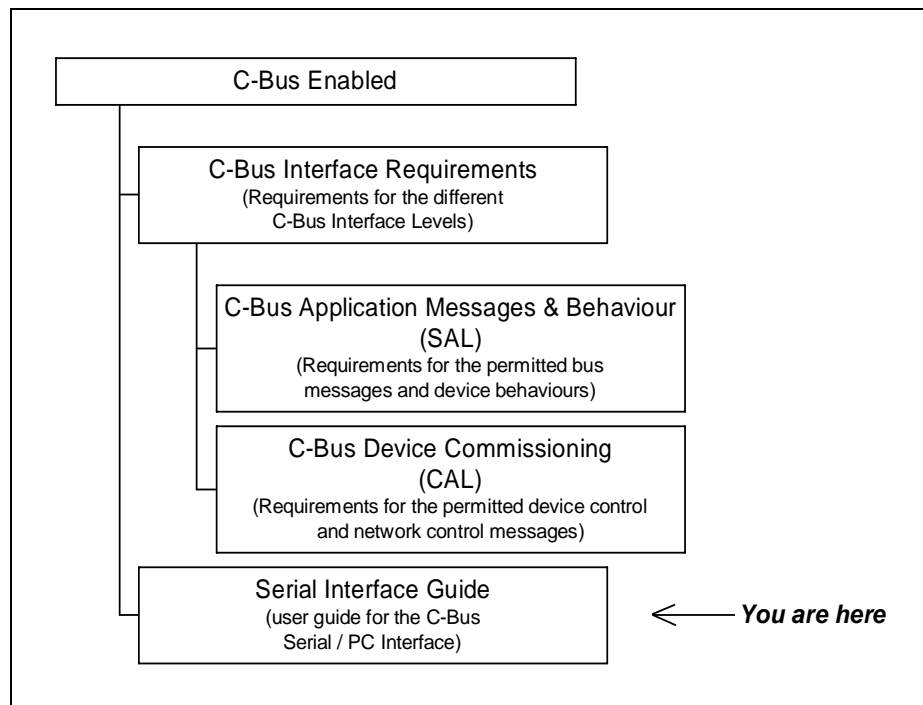 C-Bus Enabled
C-Bus Interface Requirements
(Requirements for the different
C-Bus Interface Levels)
C-Bus Application Messages & Behaviour
(SAL)
(Requirements for the permitted bus
messages and device behaviours)
C-Bus Device Commissioning
(CAL)
(Requirements for the permitted device control
and network control messages)
Serial Interface Guide
(user guide for the C-Bus
Serial / PC Interface)
You are here